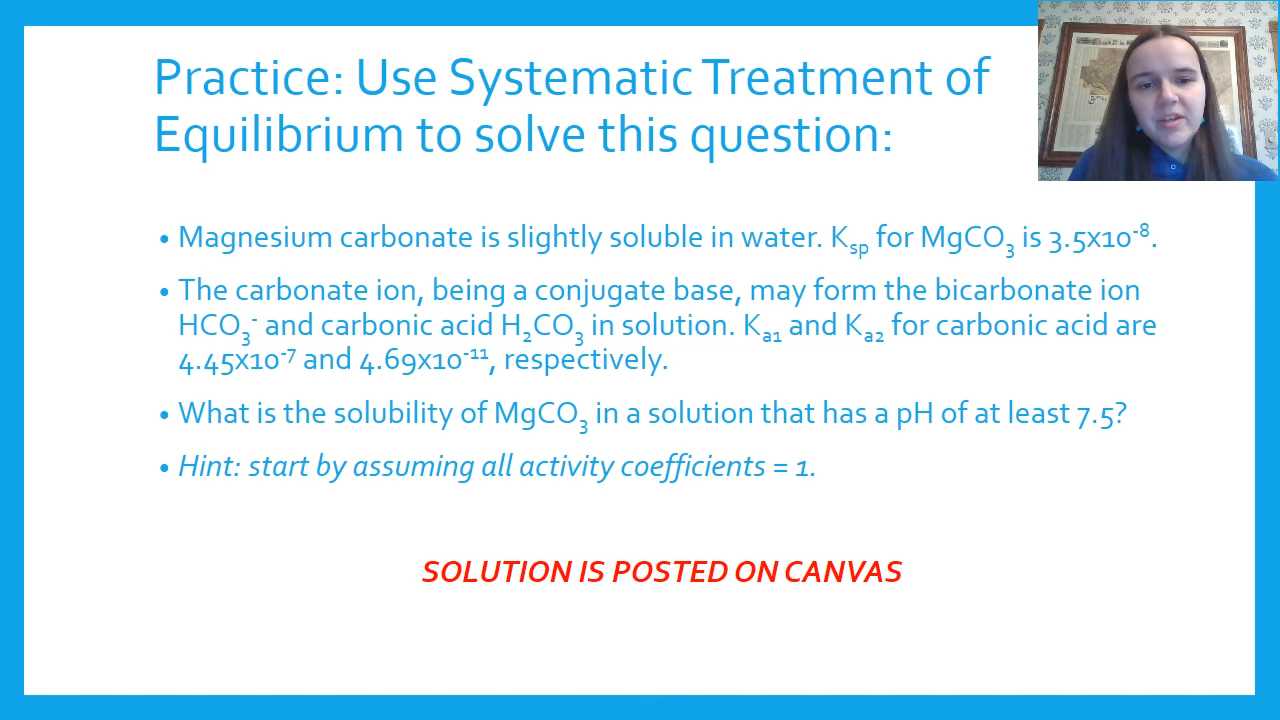 Practice: Use Systematic Treatment of
Equilibrium to solve this question:
• Magnesium carbonate is slightly soluble in water. Ksp for MgCO3 is 3.5x10-8.
• The carbonate ion, being a conjugate base, may form the bicarbonate ion
HCO3- and carbonic acid H2CO3 in solution. Ka1 and Ka2 for carbonic acid are
4.45x10-7 and 4.69x10-11, respectively.
• What is the solubility of MgCO3 in a solution that has a pH of at least 7.5?
• Hint: start by assuming all activity coefficients = 1.
SOLUTION IS POSTED ON CANVAS